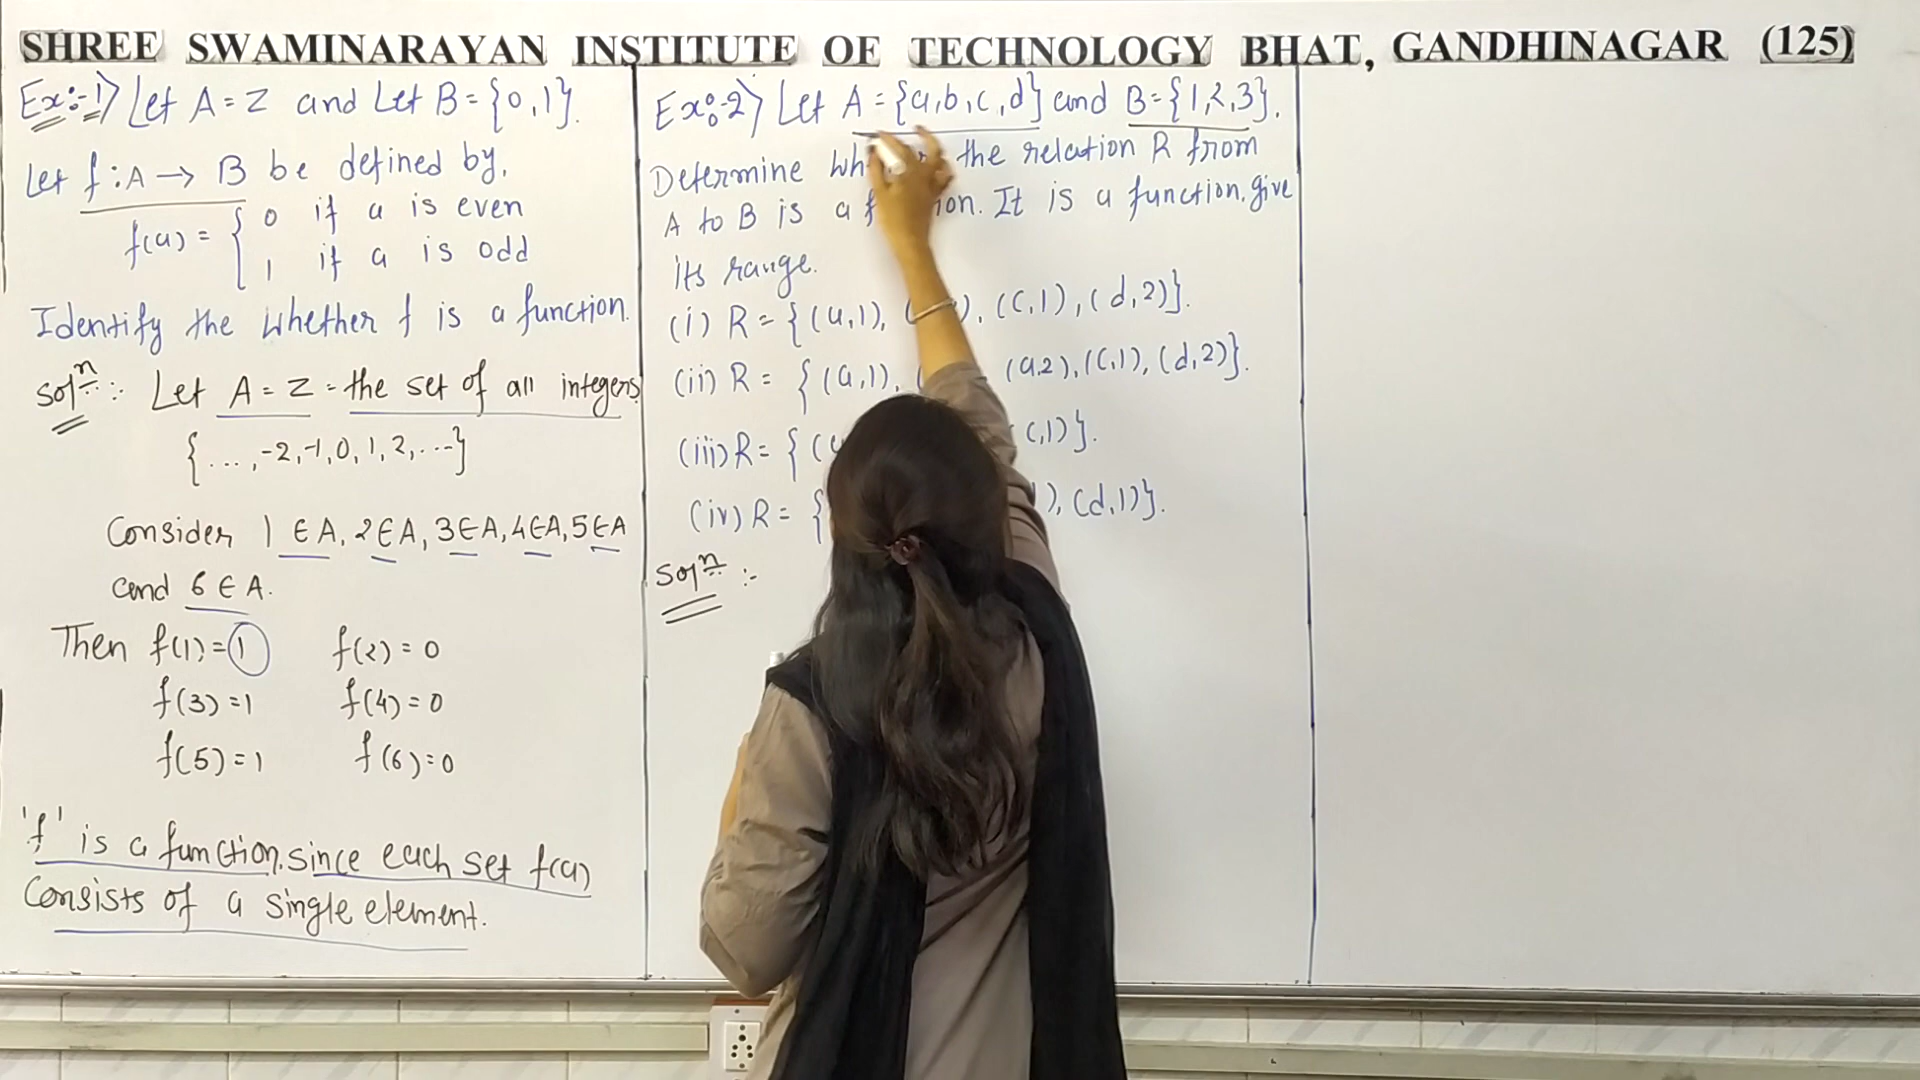 SHREE SWAMINARAYAN INSTITUTE OF TECHNOLOGY BHAT, GANDHINAGAR (125)
Ex:-1) Let A = Z and Let B = {0,1}.
Let f : A → B be defined by,
f(a) = { 0 if a is even
1 if a is odd
Identify the whether f is a function.
Solⁿ :- Let A = Z = the set of all integers
{..., -2, -1, 0, 1, 2, ...}
Consider 1 ∈ A, 2 ∈ A, 3 ∈ A, 4 ∈ A, 5 ∈ A
and 6 ∈ A.
Then f(1) = 1 f(2) = 0
f(3) = 1 f(4) = 0
f(5) = 1 f(6) = 0
'f' is a function, since each set f(a)
Consists of a single element.
Ex:-2) Let A = {a,b,c,d} and B = {1,2,3}.
Determine the relation R from
A to B is a It is a function, give
its range.
(i) R = {(a,1), (c,1), (d,2)}.
(ii) R = {(a,1), (a,2), (c,1), (d,2)}.
(iii) R = {( c,1)}.
(iv) R = { ), (d,1)}.
Solⁿ :-